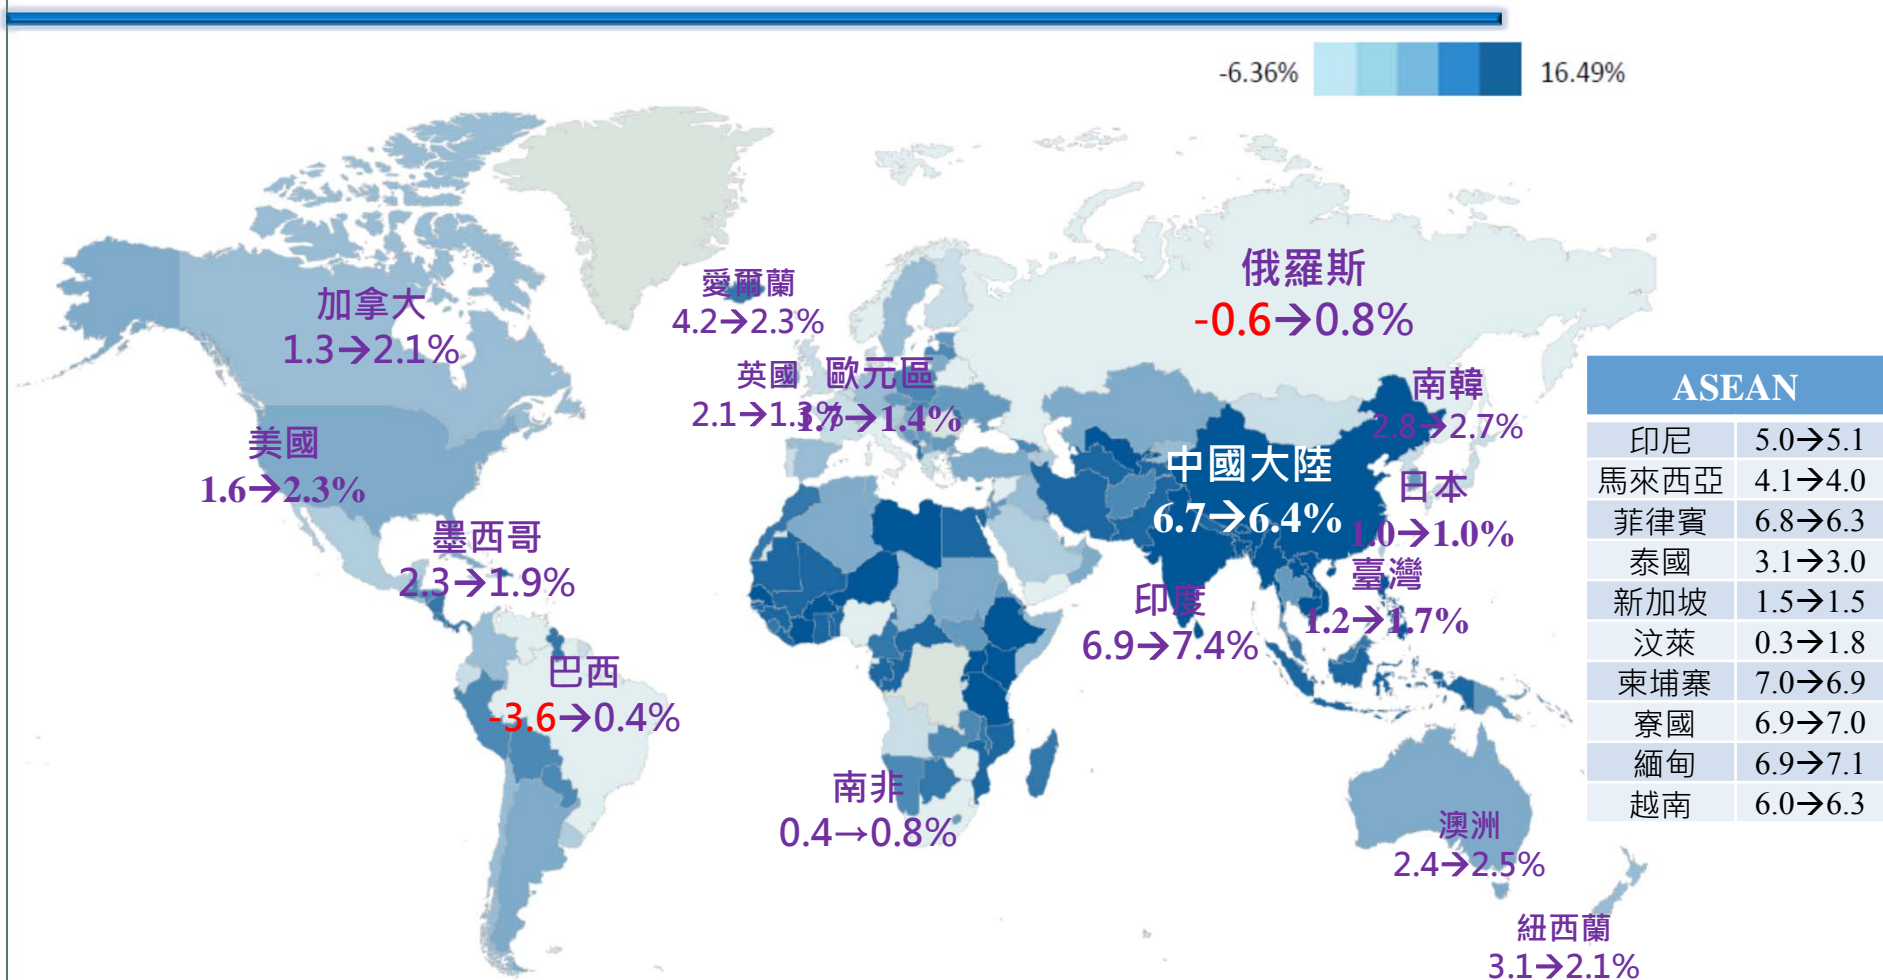 -6.36%
16.49%
俄羅斯
-0.6→0.8%
愛爾蘭
4.2→2.3%
加拿大
1.3→2.1%
英國
2.1→1.3%
歐元區
1.7→1.4%
南韓
2.8→2.7%
美國
1.6→2.3%
中國大陸
6.7→6.4%
日本
1.0→1.0%
墨西哥
2.3→1.9%
臺灣
1.2→1.7%
印度
6.9→7.4%
巴西
-3.6→0.4%
南非
0.4→0.8%
澳洲
2.4→2.5%
紐西蘭
3.1→2.1%
ASEAN
印尼 5.0→5.1
馬來西亞 4.1→4.0
菲律賓 6.8→6.3
泰國 3.1→3.0
新加坡 1.5→1.5
汶萊 0.3→1.8
柬埔寨 7.0→6.9
寮國 6.9→7.0
緬甸 6.9→7.1
越南 6.0→6.3